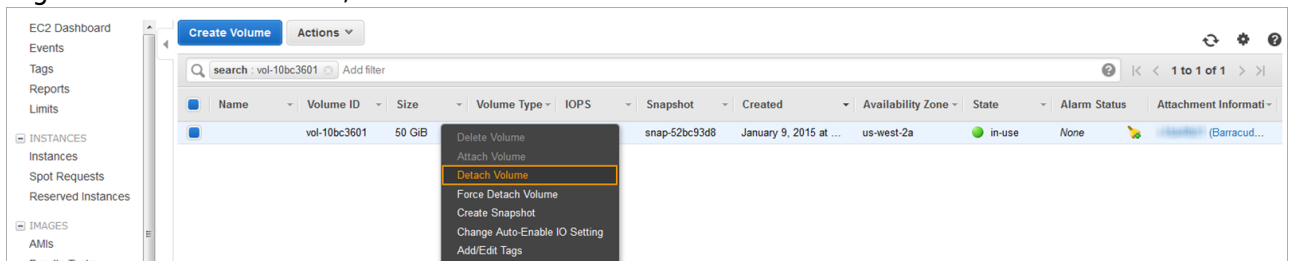 EC2 Dashboard
Events
Tags
Reports
Limits
INSTANCES
Instances
Spot Requests
Reserved Instances
IMAGES
AMIs
Create Volume Actions
search : vol-10bc3601 Add filter
1 to 1 of 1
Name Volume ID Size Volume Type IOPS Snapshot Created Availability Zone State Alarm Status Attachment Informati
vol-10bc3601 50 GiB snap-52bc93d8 January 9, 2015 at ... us-west-2a in-use None (Barracud...
Delete Volume
Attach Volume
Detach Volume
Force Detach Volume
Create Snapshot
Change Auto-Enable IO Setting
Add/Edit Tags